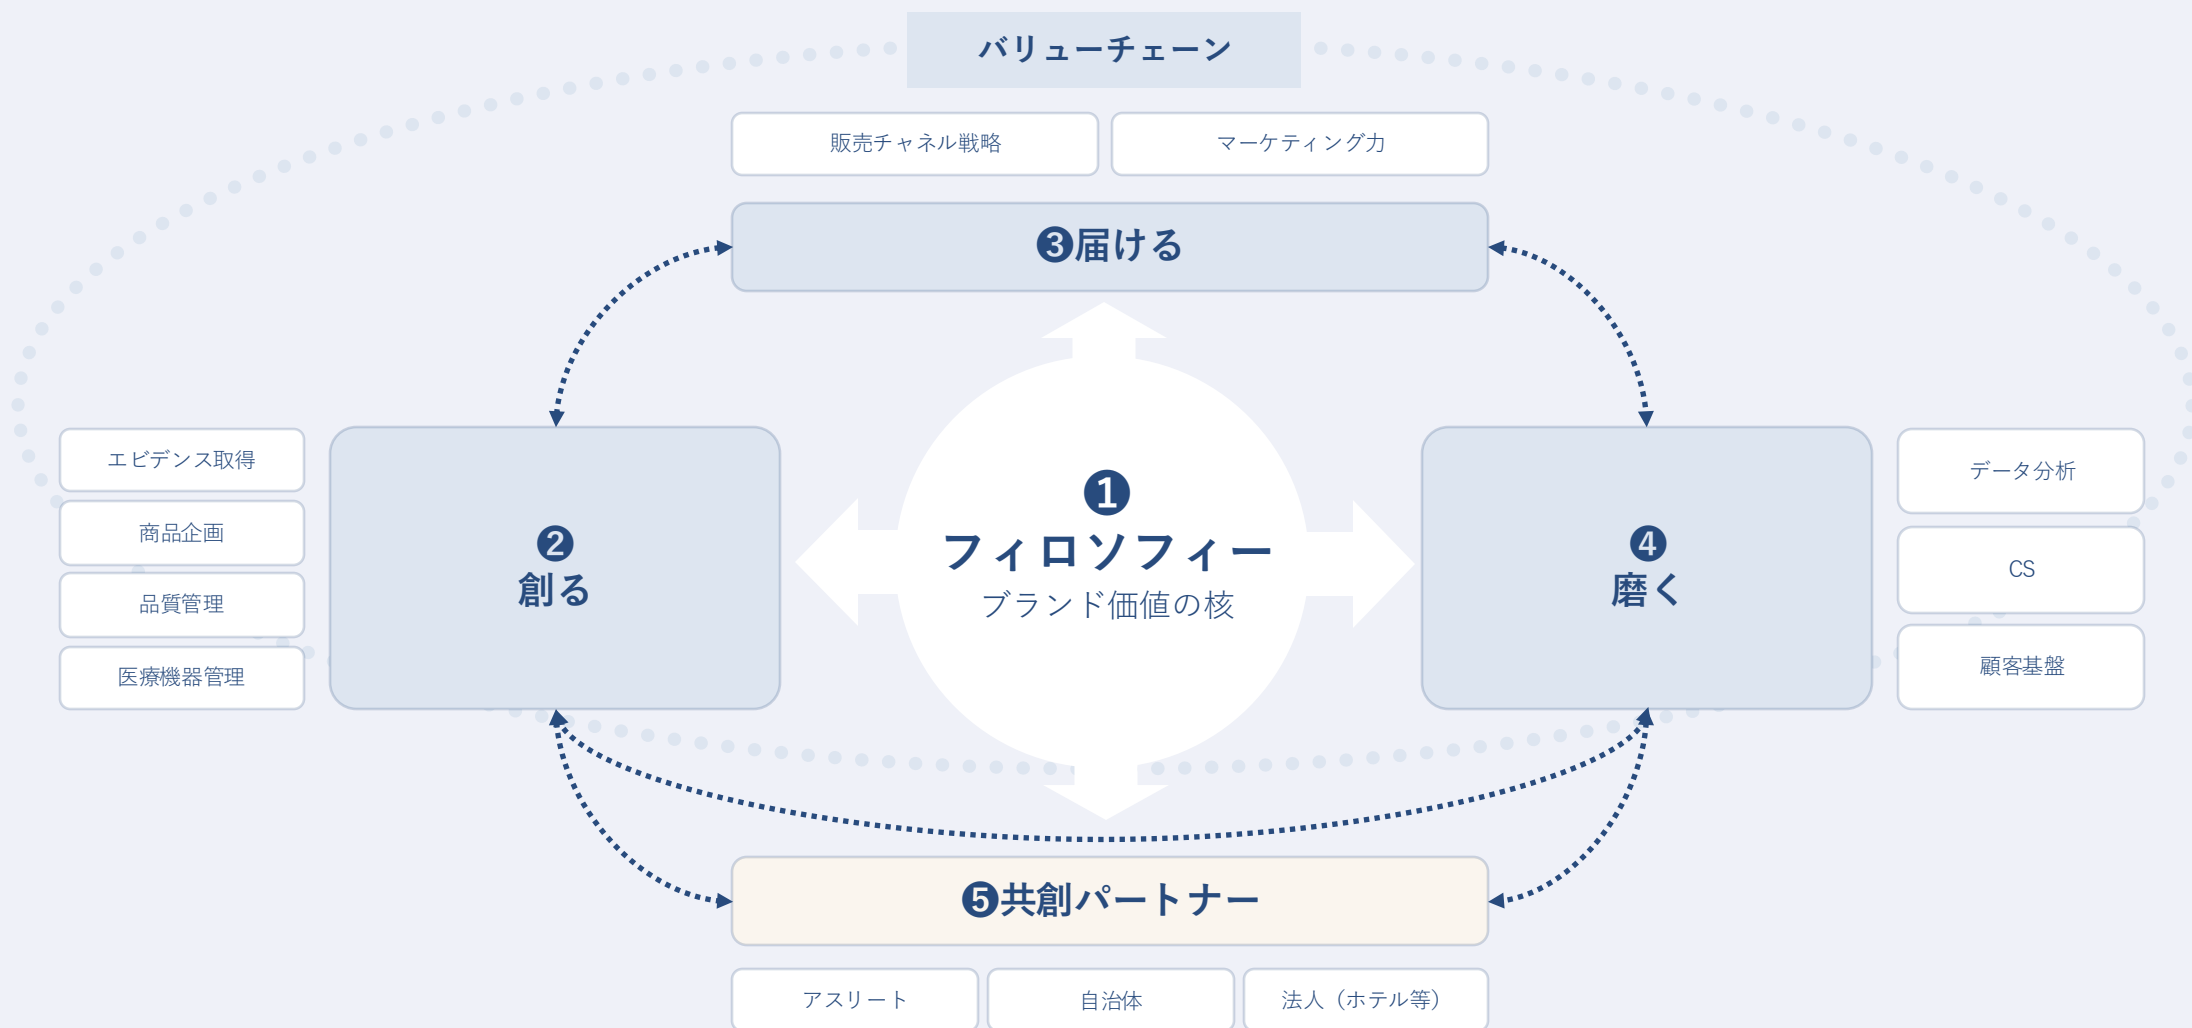 バリューチェーン
販売チャネル戦略
マーケティング力
❸届ける
エビデンス取得
商品企画
品質管理
医療機器管理
❷
創る
❶
フィロソフィー
ブランド価値の核
❹
磨く
データ分析
CS
顧客基盤
❺共創パートナー
アスリート
自治体
法人（ホテル等）